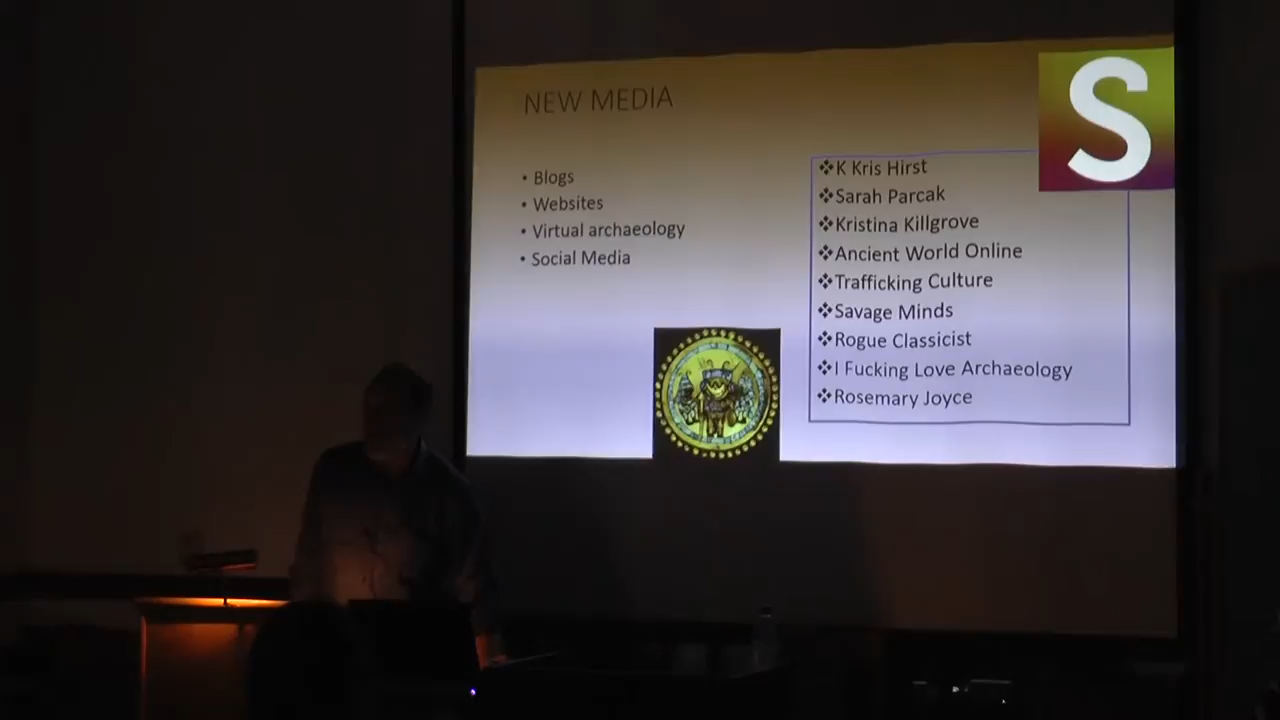 NEW MEDIA
• Blogs
• Websites
• Virtual archaeology
• Social Media
S
❖K Kris Hirst
❖Sarah Parcak
❖Kristina Killgrove
❖Ancient World Online
❖Trafficking Culture
❖Savage Minds
❖Rogue Classicist
❖I Fucking Love Archaeology
❖Rosemary Joyce